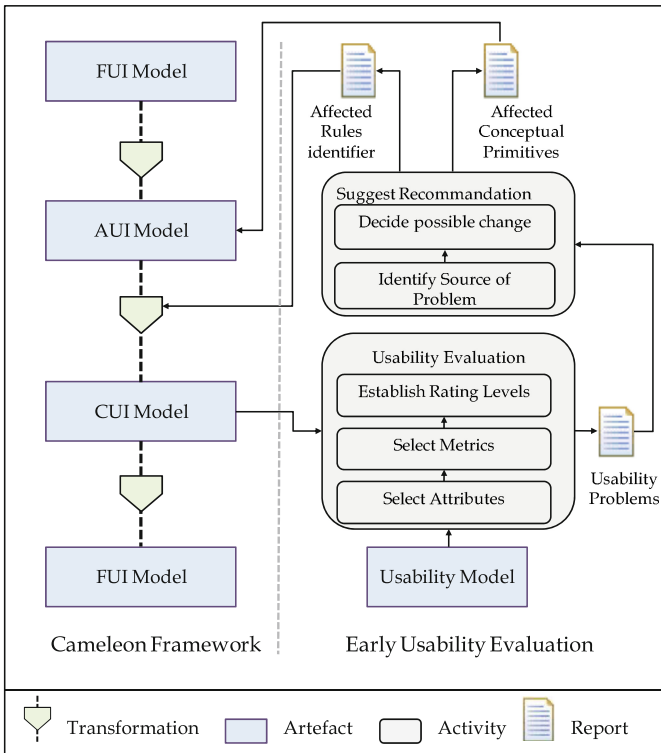 FUI Model
AUI Model
CUI Model
FUI Model
Cameleon Framework
Affected
Rules
identifier
Affected
Conceptual
Primitives
Suggest Recommandation
Decide possible change
Identify Source of
Problem
Usability Evaluation
Establish Rating Levels
Select Metrics
Select Attributes
Usability
Problems
Usability Model
Early Usability Evaluation
Transformation
Artefact
Activity
Report